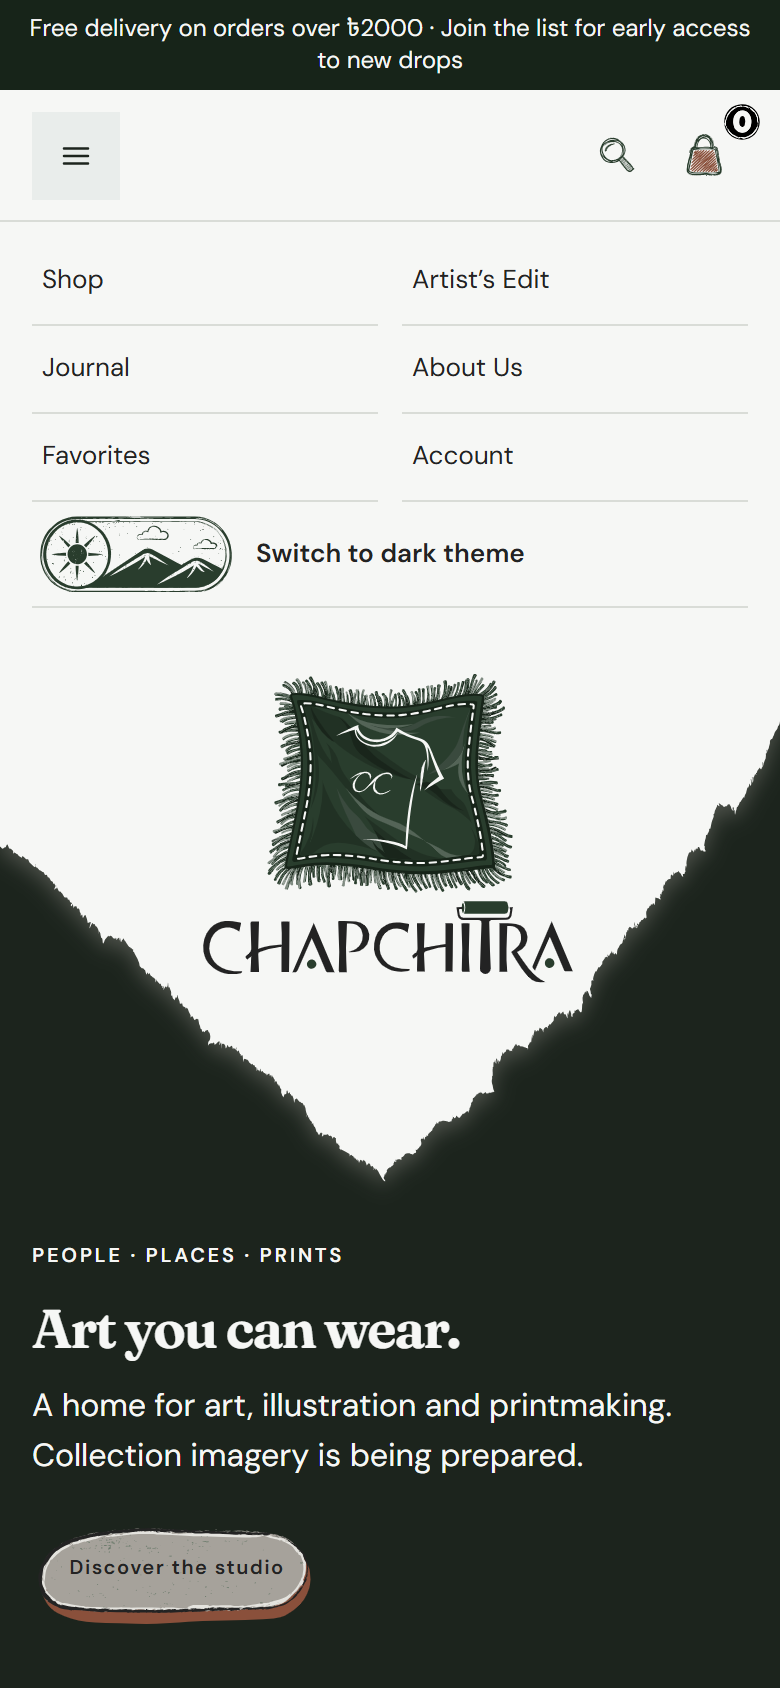 Free delivery on orders over ৳2000 · Join the list for early access
to new drops
0
Shop
Artist’s Edit
Journal
About Us
Favorites
Account
Switch to dark theme
CHAPCHITRA
PEOPLE · PLACES · PRINTS
Art you can wear.
A home for art, illustration and printmaking.
Collection imagery is being prepared.
Discover the studio